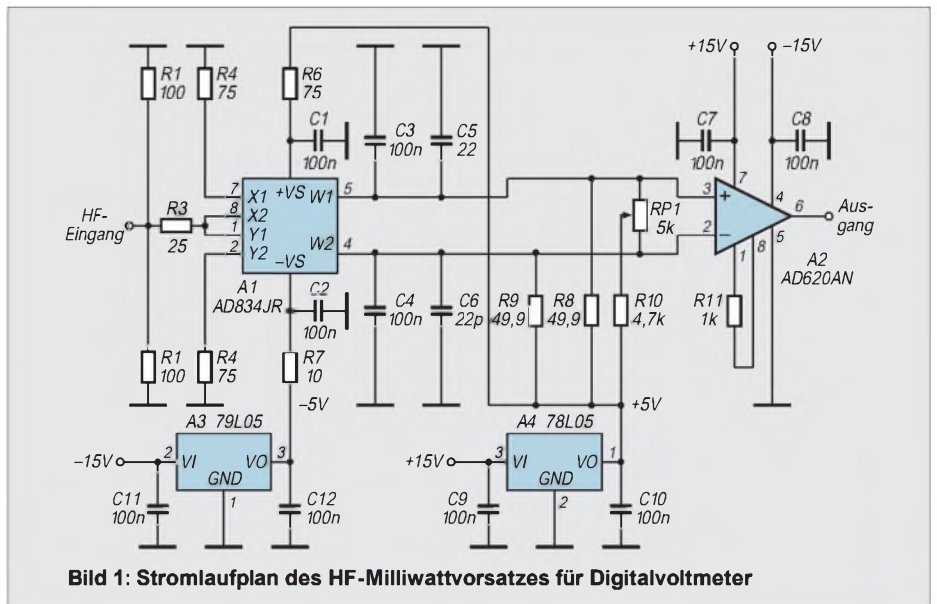 +15V
-15V
R1
100
R4
75
R6
75
C1
100n
C3
100n
C5
22
C7
100n
C8
100n
HF-
Eingang
R3
25
7 X1 +VS W1 5
8 X2
1 Y1
2 Y2 -VS W2 4
A1
AD834JR
C2
100n
RP1
5k
3 +
2 –
7
4
6
5
1 8
Aus-
gang
A2
AD620AN
R1
100
R4
75
R7
10
C4
100n
C6
22p
R9
49,9
R8
49,9
R10
4,7k
R11
1k
–5V
+5V
A3 79L05
–15V
2 VI VO 3
GND
1
C11
100n
C12
100n
A4 78L05
+15V
3 VI VO 1
GND
2
C9
100n
C10
100n
Bild 1: Stromlaufplan des HF-Milliwattvorsatzes für Digitalvoltmeter